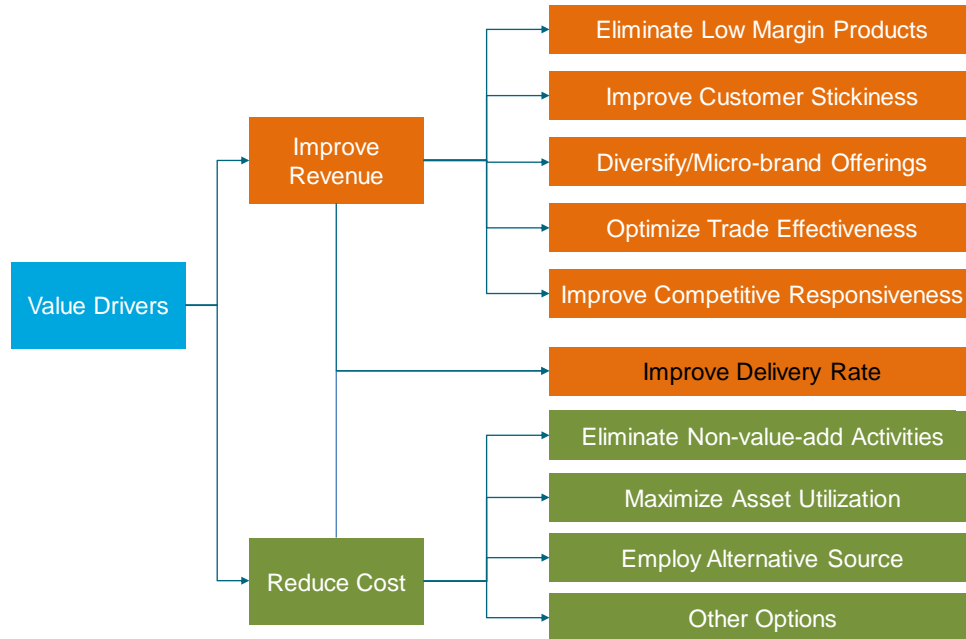 Eliminate Low Margin Products
Improve Customer Stickiness
Improve
Revenue
Diversify/Micro-brand Offerings
Optimize Trade Effectiveness
Value Drivers
Improve Competitive Responsiveness
Improve Delivery Rate
Eliminate Non-value-add Activities
Maximize Asset Utilization
Reduce Cost
Employ Alternative Source
Other Options